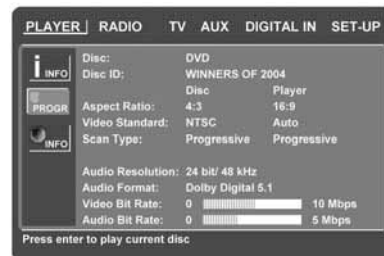 PLAYER RADIO TV AUX DIGITAL IN SET-UP
i INFO
PROGR
INFO
Disc: DVD
Disc ID: WINNERS OF 2004
Disc Player
Aspect Ratio: 4:3 16:9
Video Standard: NTSC Auto
Scan Type: Progressive Progressive
Audio Resolution: 24 bit/ 48 kHz
Audio Format: Dolby Digital 5.1
Video Bit Rate: 0 10 Mbps
Audio Bit Rate: 0 5 Mbps
Press enter to play current disc